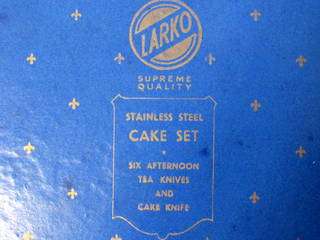 LARKO
SUPREME
QUALITY
STAINLESS STEEL
CAKE SET
SIX AFTERNOON
TEA KNIVES
AND
CAKE KNIFE